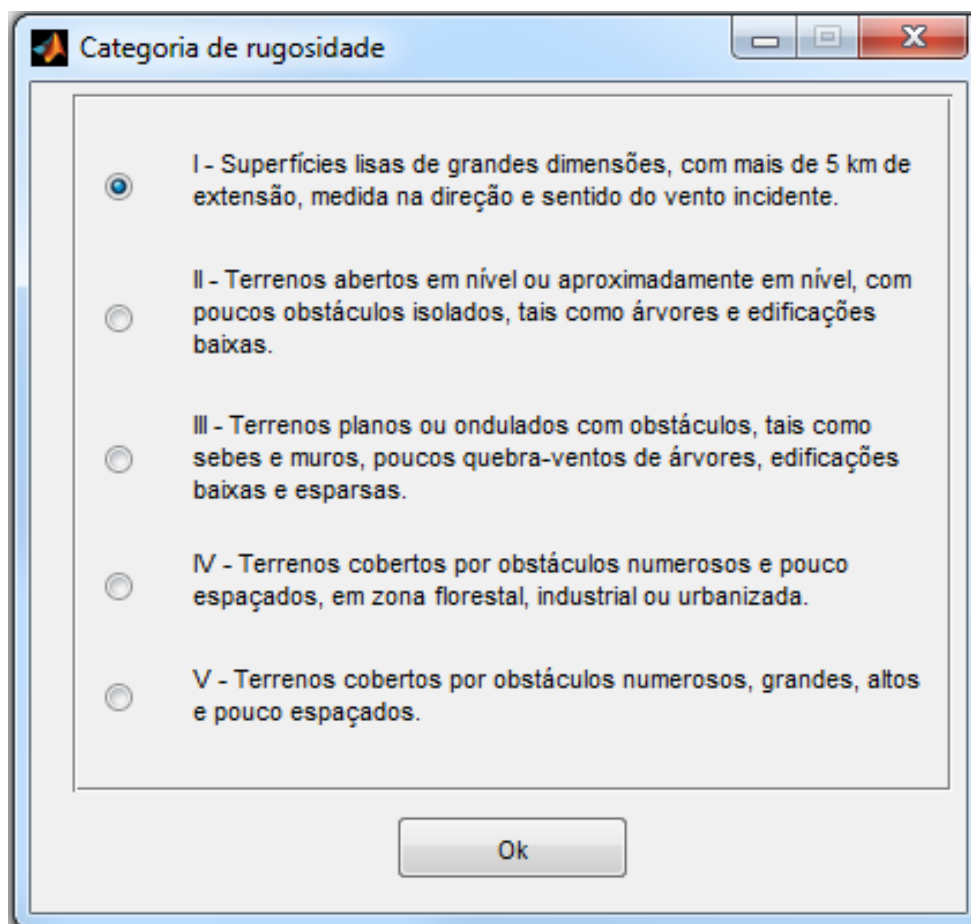 Categoria de rugosidade
I - Superfícies lisas de grandes dimensões, com mais de 5 km de
extensão, medida na direção e sentido do vento incidente.
II - Terrenos abertos em nível ou aproximadamente em nível, com
poucos obstáculos isolados, tais como árvores e edificações
baixas.
III - Terrenos planos ou ondulados com obstáculos, tais como
sebes e muros, poucos quebra-ventos de árvores, edificações
baixas e esparsas.
IV - Terrenos cobertos por obstáculos numerosos e pouco
espaçados, em zona florestal, industrial ou urbanizada.
V - Terrenos cobertos por obstáculos numerosos, grandes, altos
e pouco espaçados.
Ok